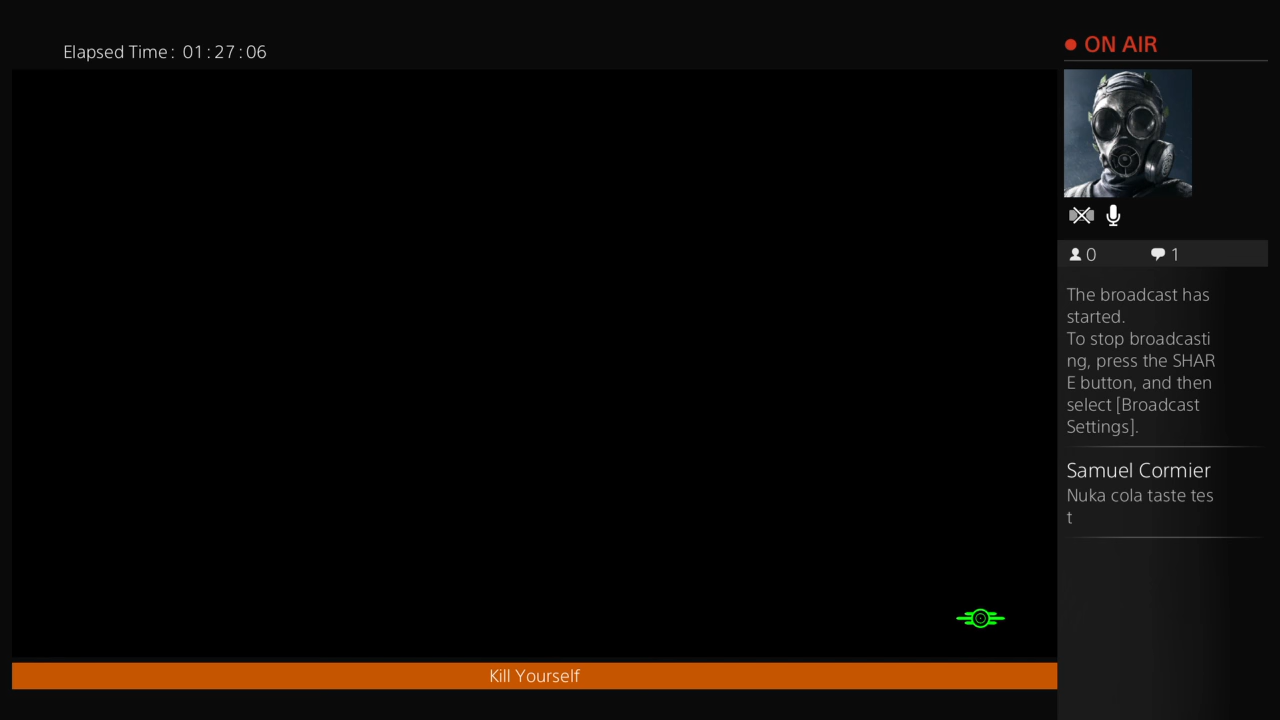 Elapsed Time: 01:27:06
ON AIR
0
1
The broadcast has
started.
To stop broadcasti
ng, press the SHAR
E button, and then
select [Broadcast
Settings].
Samuel Cormier
Nuka cola taste tes
t
Kill Yourself